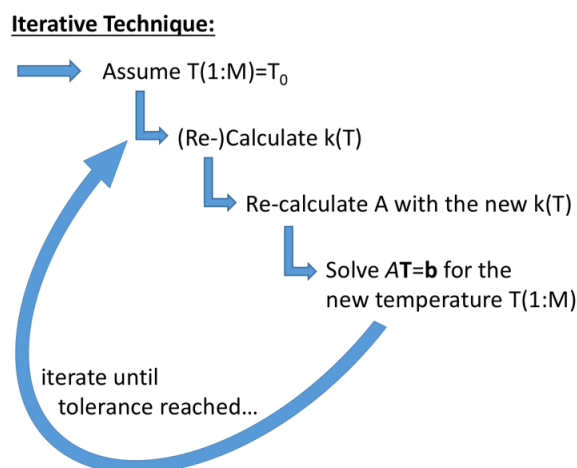 Iterative Technique:
Assume T(1:M)=T₀
(Re-)Calculate k(T)
Re-calculate A with the new k(T)
Solve AT=b for the
new temperature T(1:M)
iterate until
tolerance reached...